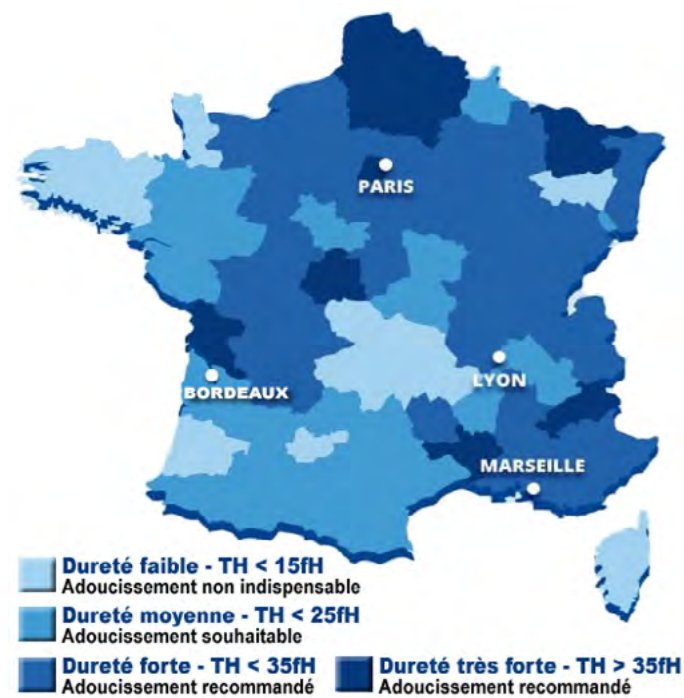 PARIS
LYON
BORDEAUX
MARSEILLE
Dureté faible - TH < 15fH
Adoucissement non indispensable
Dureté moyenne - TH < 25fH
Adoucissement souhaitable
Dureté forte - TH < 35fH
Adoucissement recommandé
Dureté très forte - TH > 35fH
Adoucissement recommandé